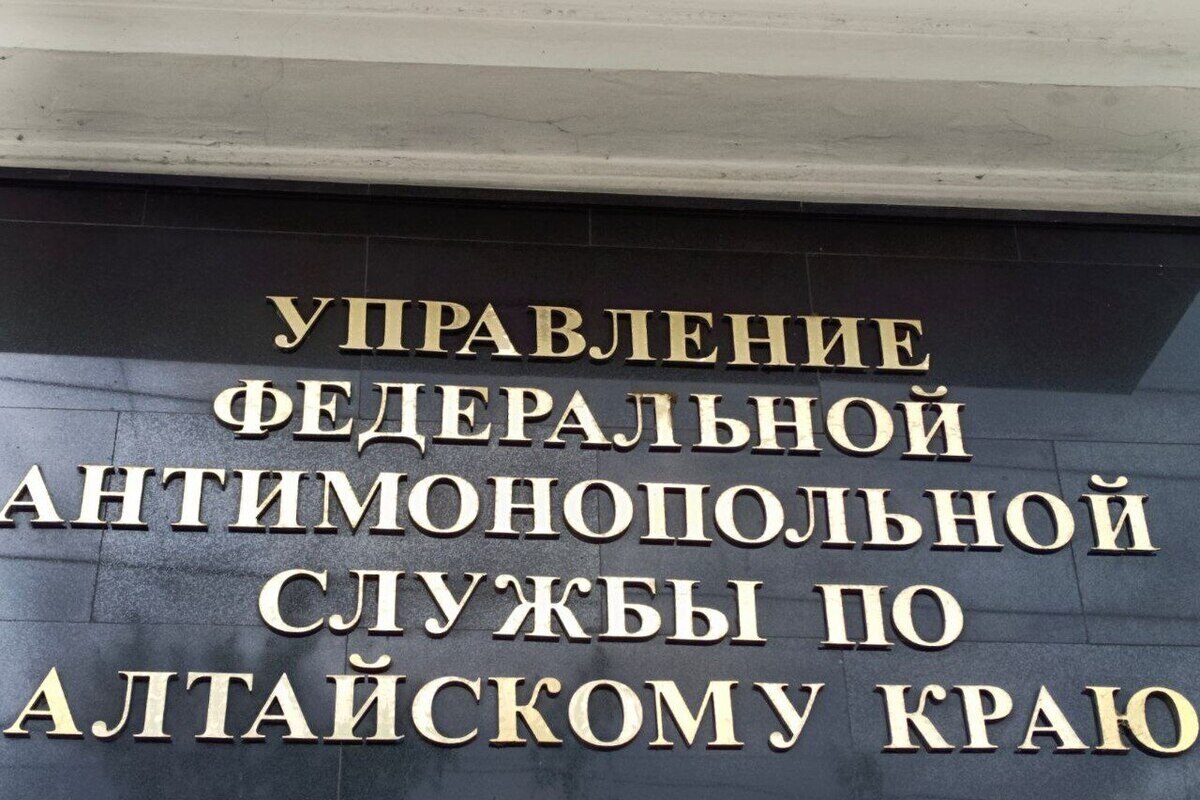 УПРАВЛЕНИЕ
ФЕДЕРАЛЬНОЙ
АНТИМОНОПОЛЬНОЙ
СЛУЖБЫ ПО
АЛТАЙСКОМУ КРАЮ